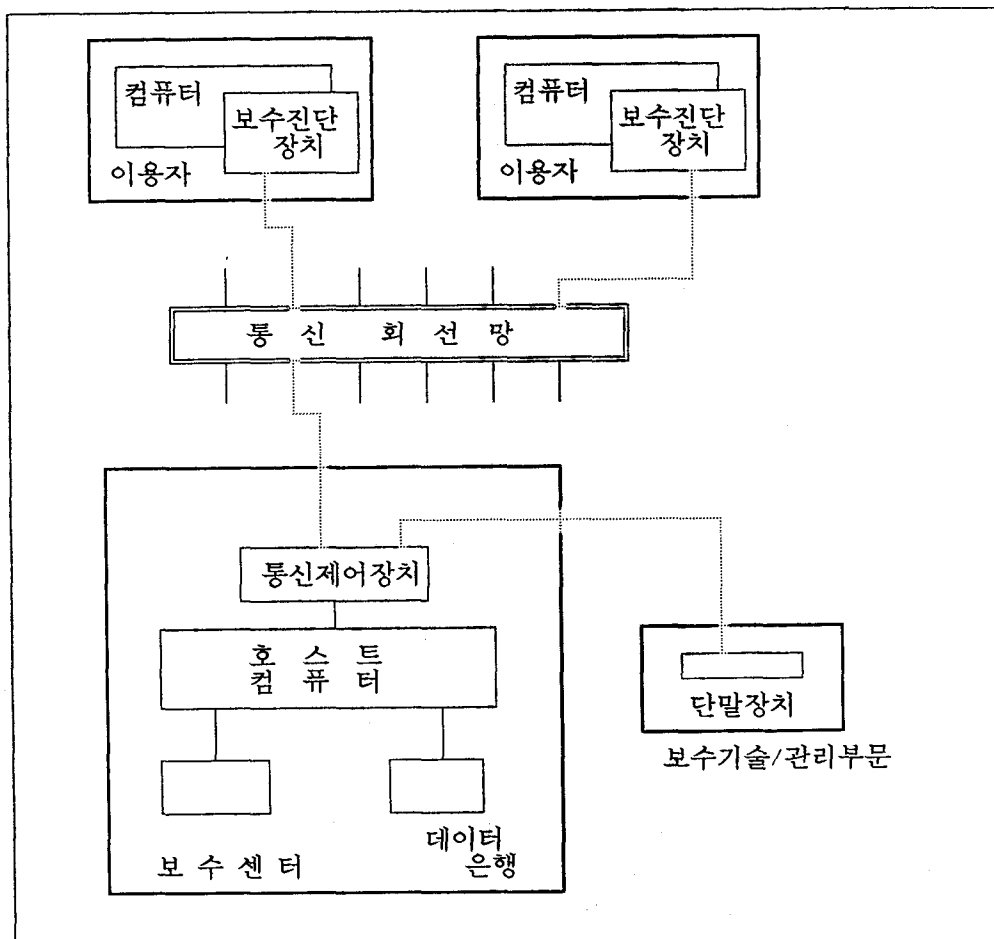 컴퓨터
보수진단
장치
이용자
컴퓨터
보수진단
장치
이용자
통 신 회 선 망
통신제어장치
호 스 트
컴 퓨 터
단말장치
보수기술/관리부문
데이터
은행
보 수 센 터